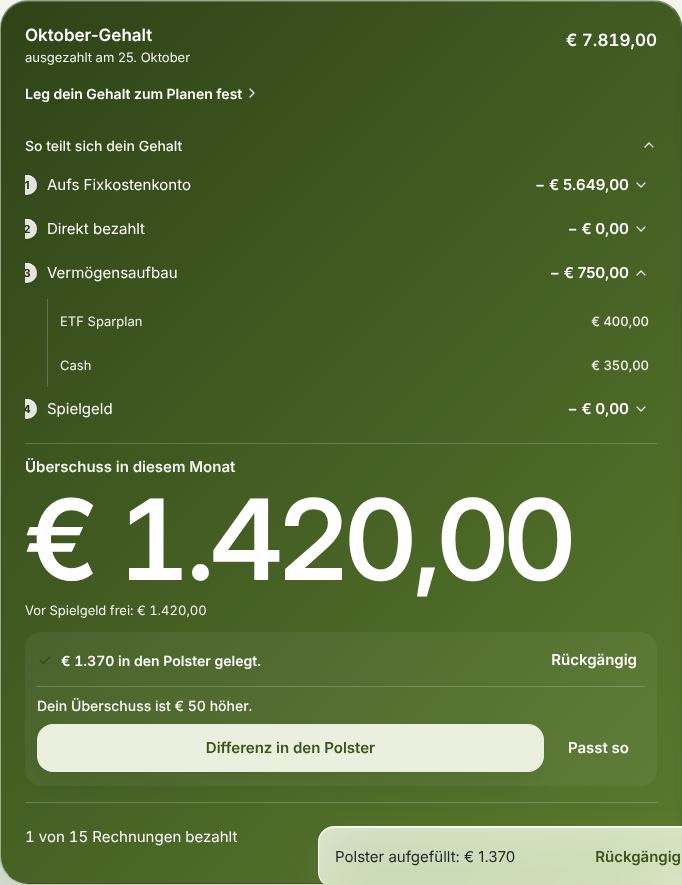 Oktober-Gehalt
€ 7.819,00
ausgezahlt am 25. Oktober
Leg dein Gehalt zum Planen fest
So teilt sich dein Gehalt
1 Aufs Fixkostenkonto – € 5.649,00
2 Direkt bezahlt – € 0,00
3 Vermögensaufbau – € 750,00
ETF Sparplan € 400,00
Cash € 350,00
4 Spielgeld – € 0,00
Überschuss in diesem Monat
€ 1.420,00
Vor Spielgeld frei: € 1.420,00
€ 1.370 in den Polster gelegt. Rückgängig
Dein Überschuss ist € 50 höher.
Differenz in den Polster Passt so
1 von 15 Rechnungen bezahlt
Polster aufgefüllt: € 1.370 Rückgängig